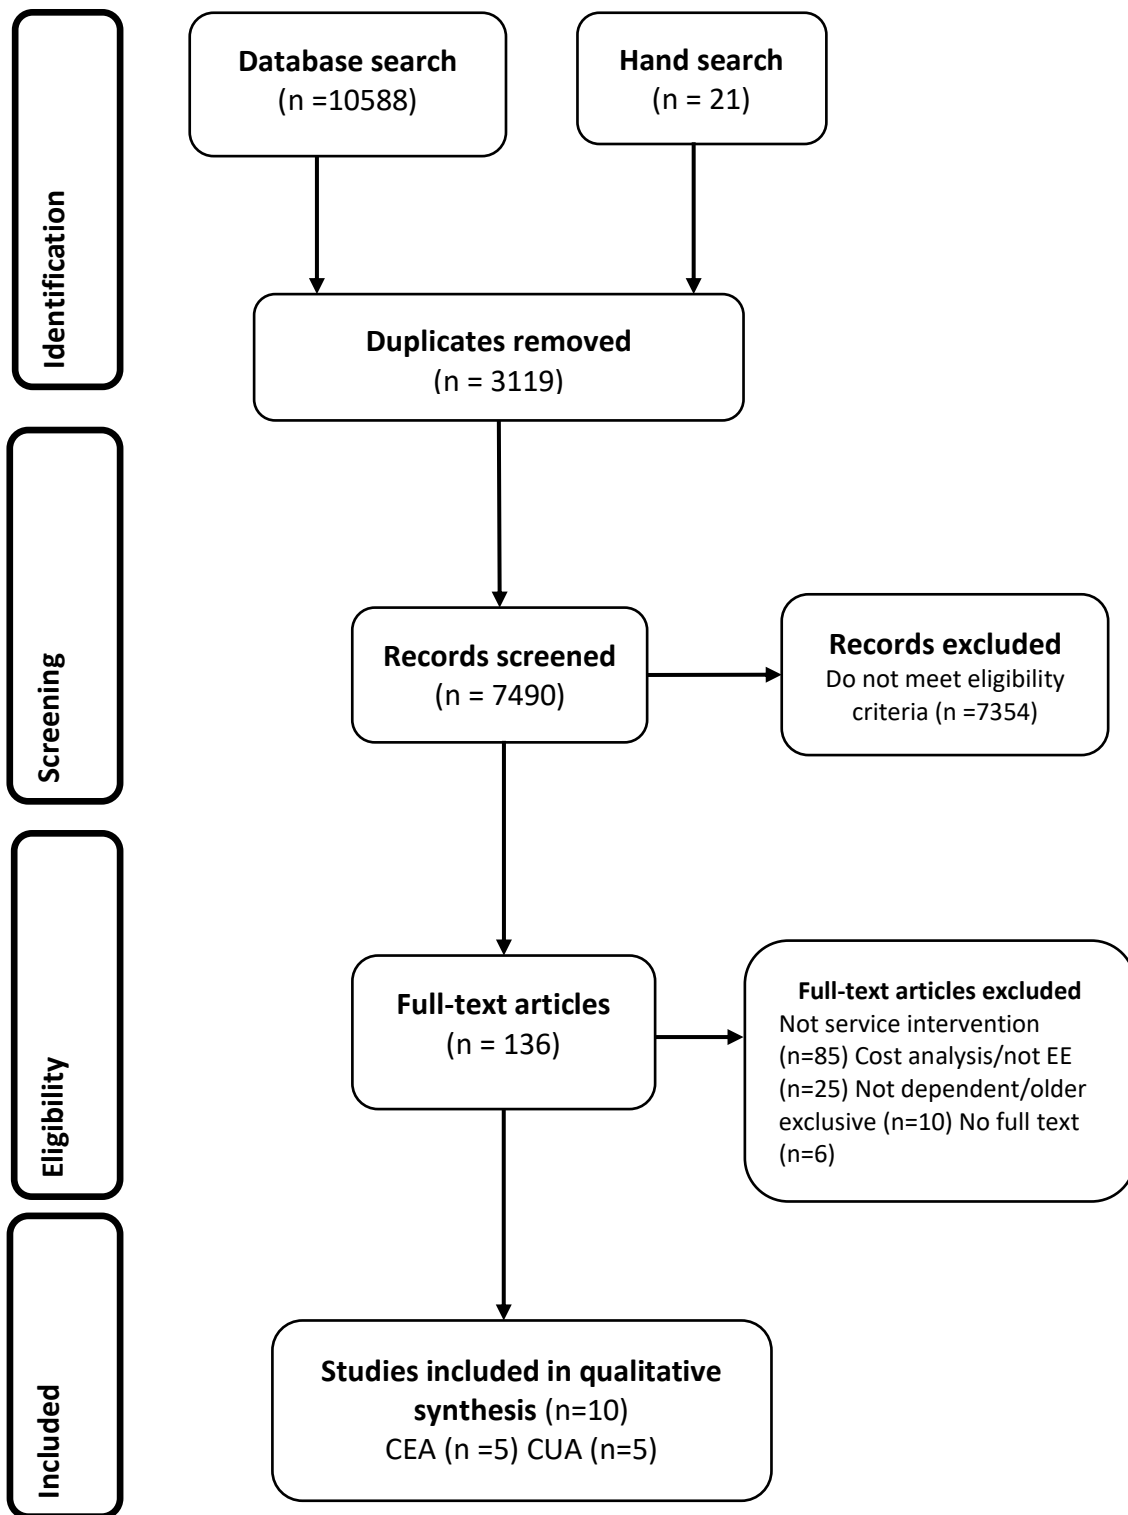 Identification
Database search
(n =10588)
Hand search
(n = 21)
Duplicates removed
(n = 3119)
Screening
Records screened
(n = 7490)
Records excluded
Do not meet eligibility
criteria (n =7354)
Eligibility
Full-text articles
(n = 136)
Full-text articles excluded
Not service intervention
(n=85) Cost analysis/not EE
(n=25) Not dependent/older
exclusive (n=10) No full text
(n=6)
Included
Studies included in qualitative
synthesis (n=10)
CEA (n =5) CUA (n=5)